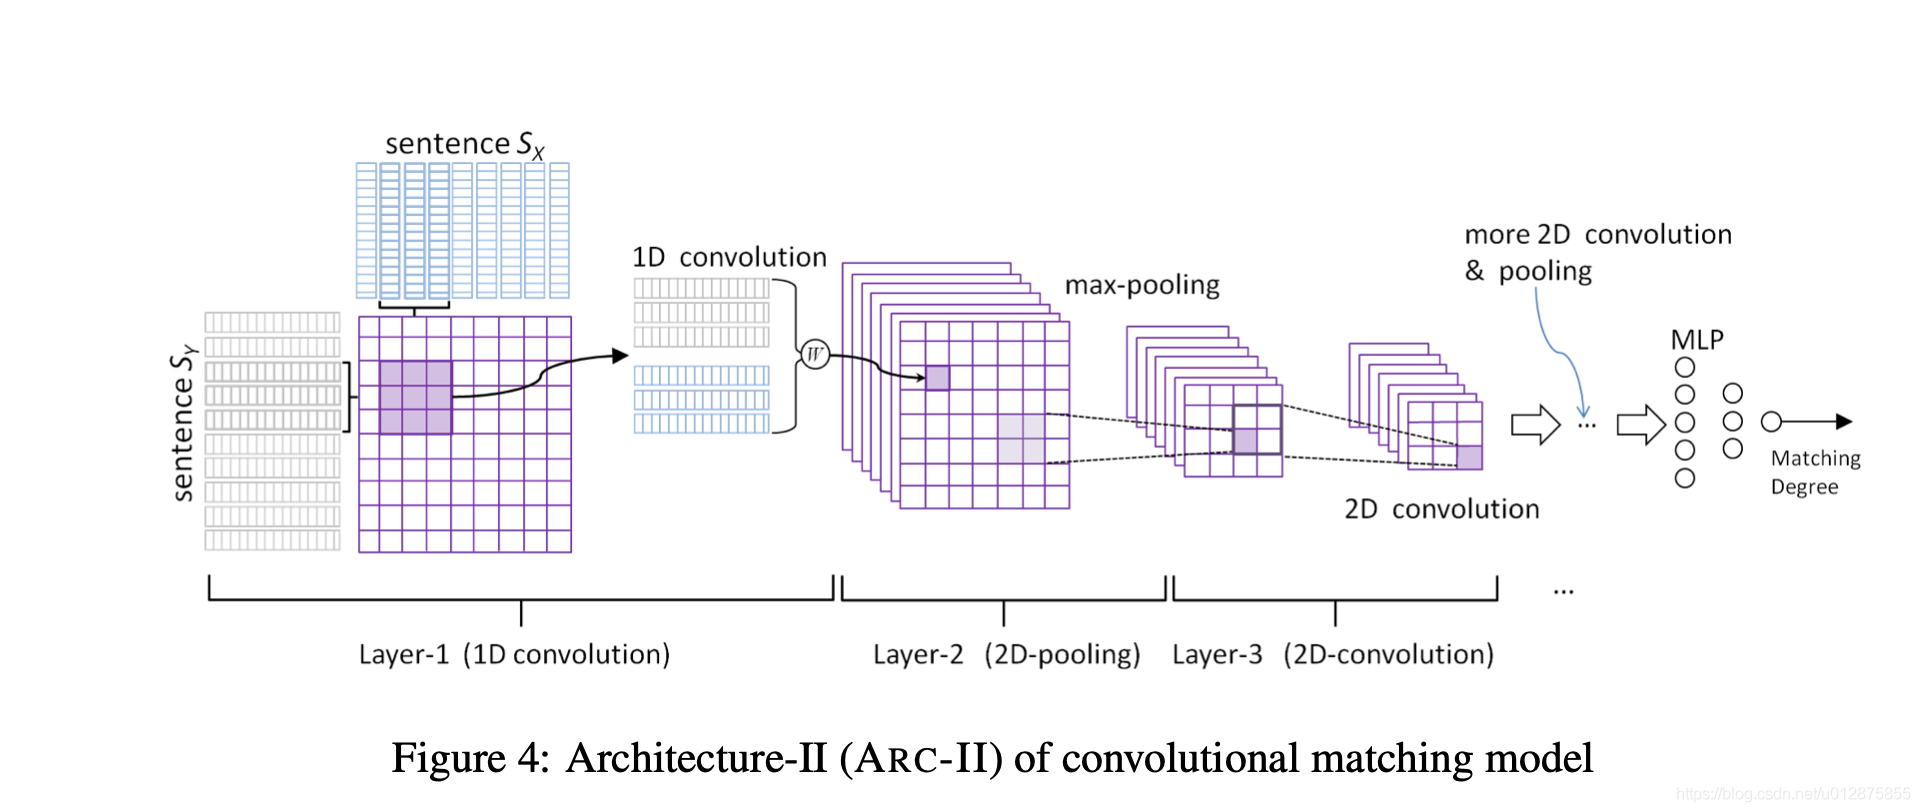 sentence S_X
sentence S_Y
1D convolution
W
max-pooling
2D convolution
more 2D convolution
& pooling
...
MLP
Matching
Degree
Layer-1 (1D convolution)
Layer-2 (2D-pooling)
Layer-3 (2D-convolution)
...
Figure 4: Architecture-II (ARC-II) of convolutional matching model
https://blog.csdn.net/u012875855